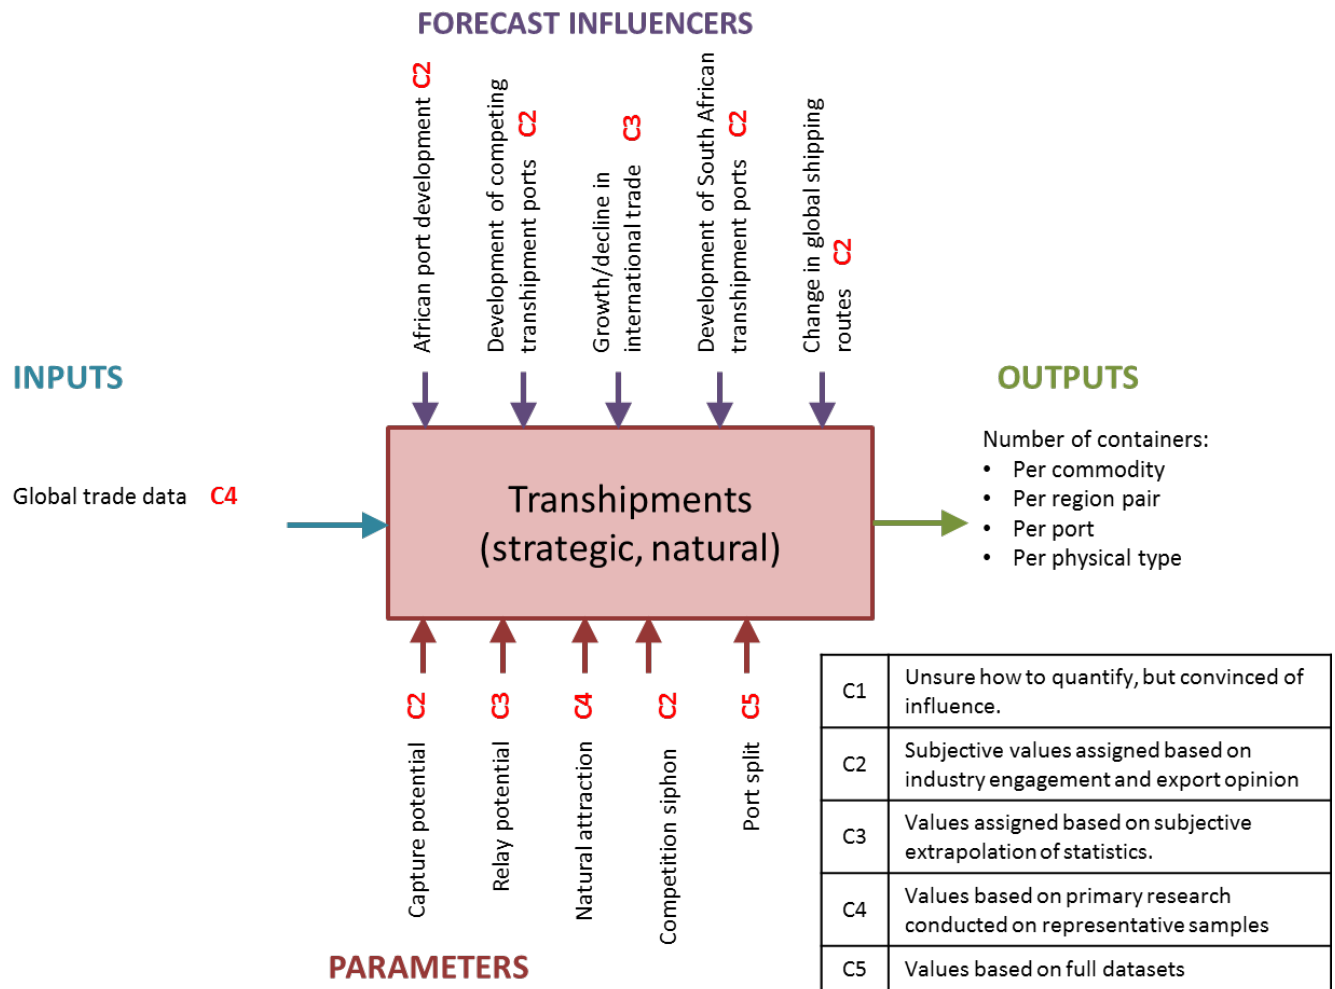 FORECAST INFLUENCERS
African port development C2
Development of competing
transhipment ports C2
Growth/decline in
international trade C3
Development of South African
transhipment ports C2
Change in global shipping
routes C2
INPUTS
Global trade data C4
Transhipments
(strategic, natural)
OUTPUTS
Number of containers:
• Per commodity
• Per region pair
• Per port
• Per physical type
Capture potential C2
Relay potential C3
Natural attraction C4
Competition siphon C2
Port split C5
PARAMETERS
C1 Unsure how to quantify, but convinced of
influence.
C2 Subjective values assigned based on
industry engagement and export opinion
C3 Values assigned based on subjective
extrapolation of statistics.
C4 Values based on primary research
conducted on representative samples
C5 Values based on full datasets